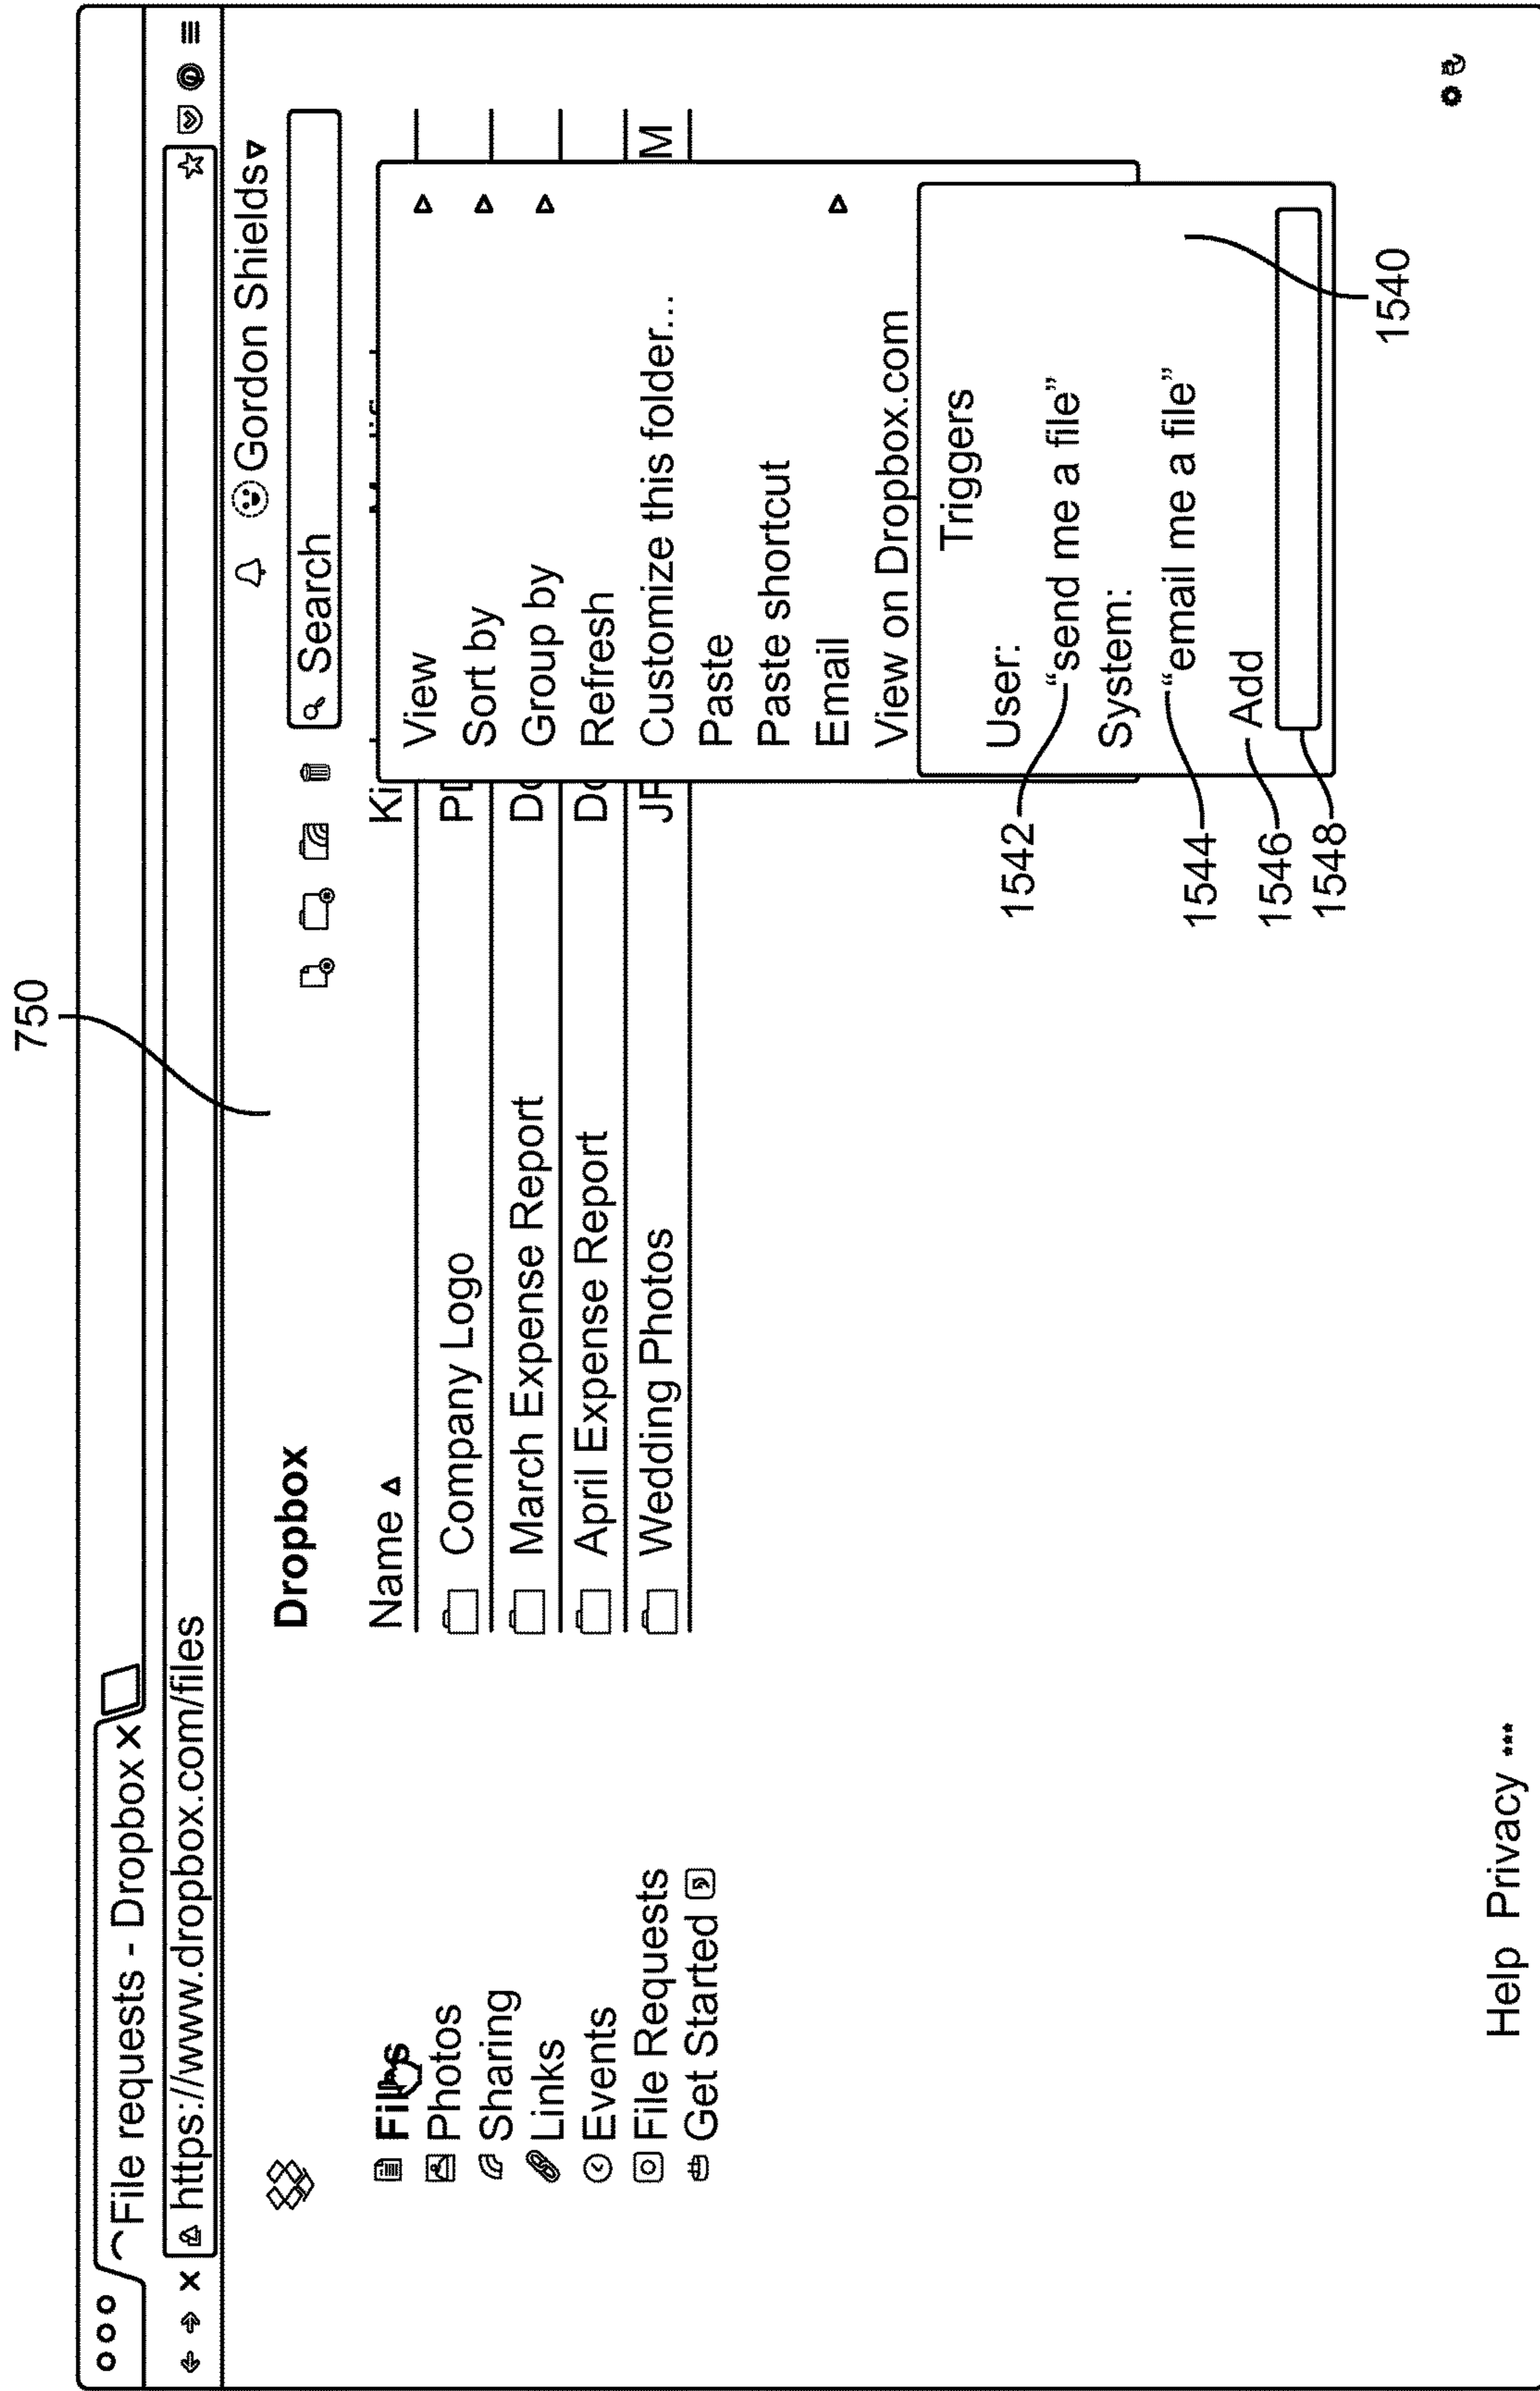 750
File requests - Dropbox
https://www.dropbox.com/files
Gordon Shields
Dropbox
Search
Files
Photos
Sharing
Links
Events
File Requests
Get Started
Name
Ki
Company Logo
March Expense Report
Do
April Expense Report
Do
Wedding Photos
M
View
Sort by
Group by
Refresh
Customize this folder...
Paste
Paste shortcut
Email
View on Dropbox.com
Triggers
User:
1542
“send me a file”
System:
1544
“email me a file”
1546
Add
1548
1540
Help Privacy